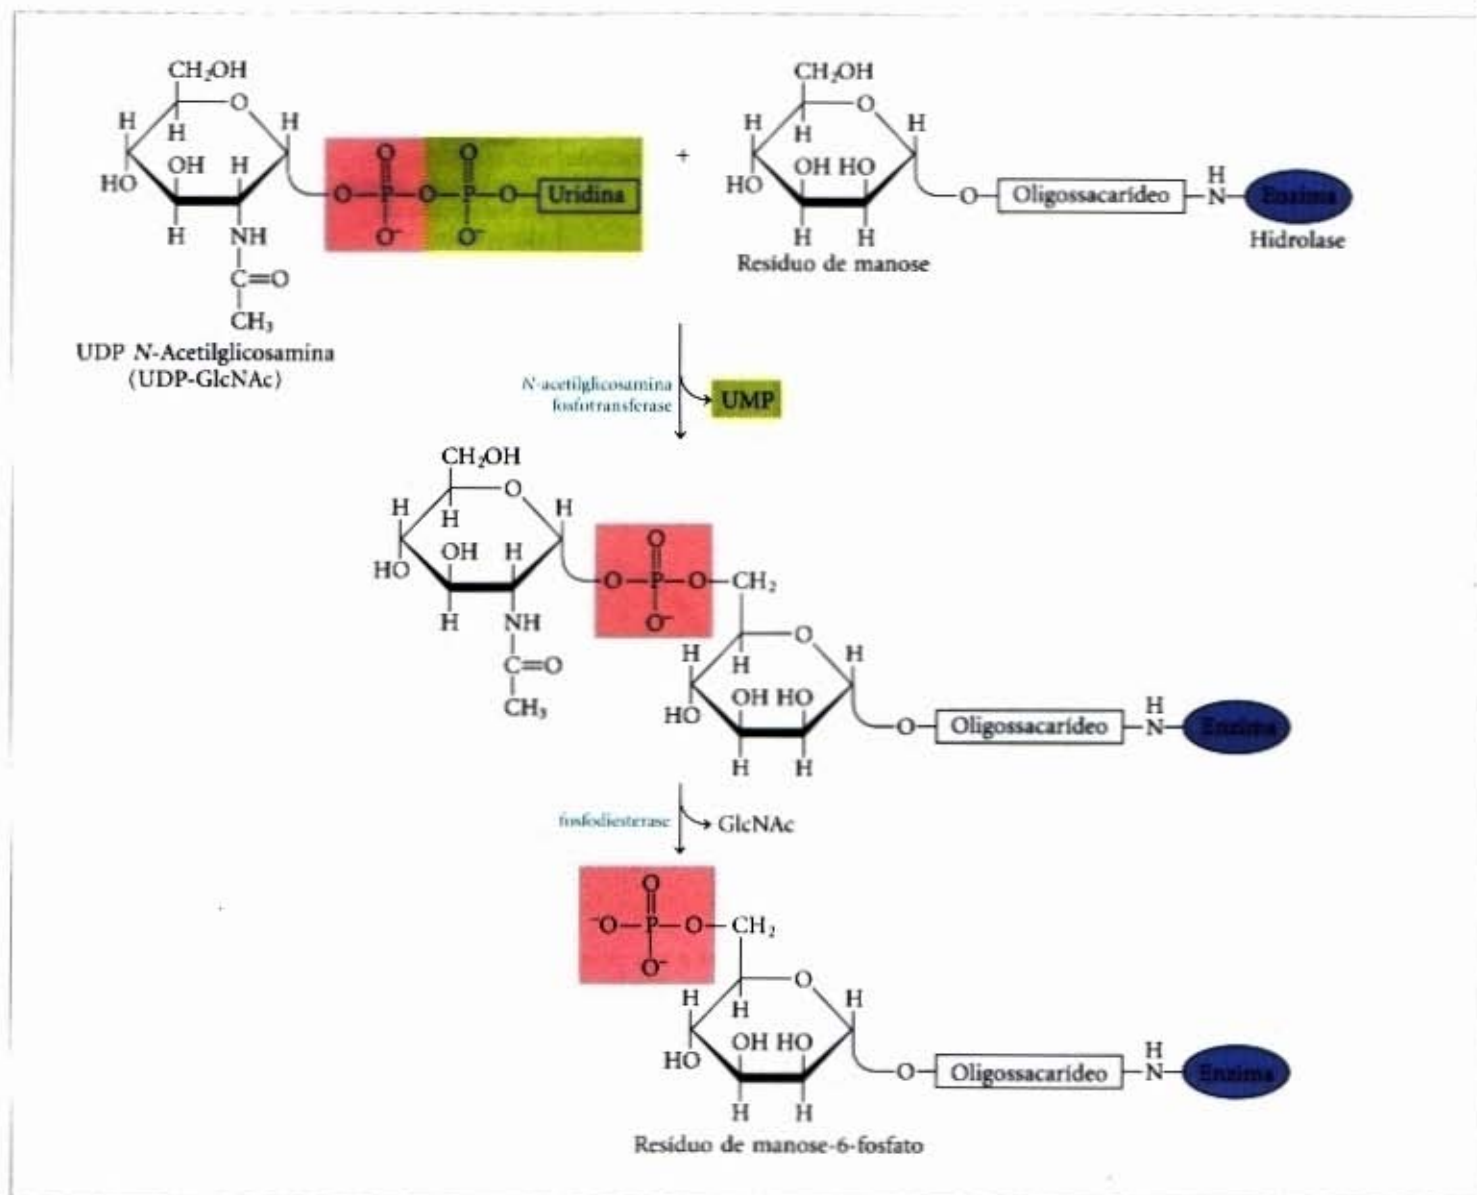 CH₂OH
O
H
H
H
OH
H
HO
H
NH
C=O
CH₃
O
O—P—O—P—O—Uridina
O
O⁻
O⁻
UDP N-Acetilglicosamina
(UDP-GlcNAc)
+
CH₂OH
O
H
H
H
OH HO
HO
H
H
O—Oligossacarídeo—N—Enzima
H
Resíduo de manose
Hidrolase
N-acetilglicosamina
fosfotransferase
UMP
CH₂OH
O
H
H
H
OH
H
HO
H
NH
C=O
CH₃
O
O—P—O—CH₂
O⁻
O
H
H
H
OH HO
HO
H
H
O—Oligossacarídeo—N—Enzima
H
fosfodiesterase
GlcNAc
O
⁻O—P—O—CH₂
O⁻
O
H
H
H
OH HO
HO
H
H
O—Oligossacarídeo—N—Enzima
H
Resíduo de manose-6-fosfato